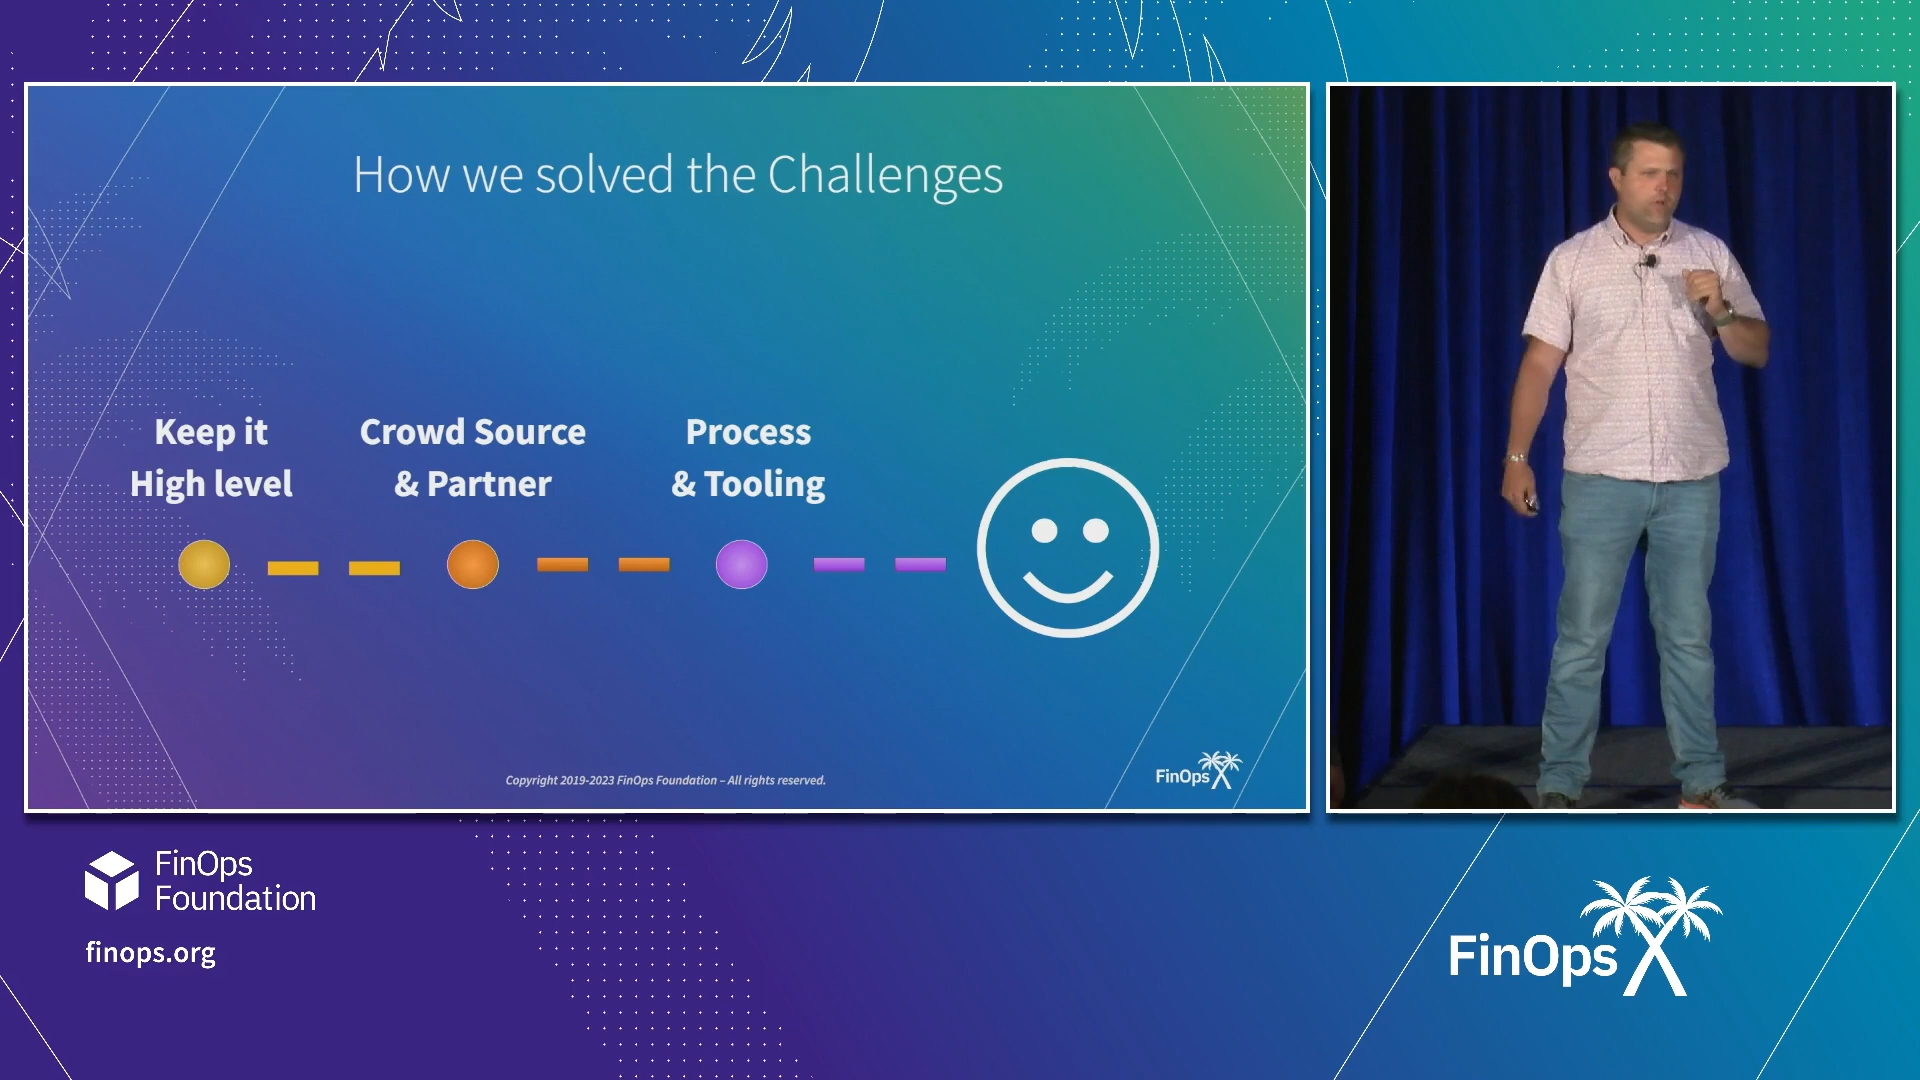 How we solved the Challenges
Keep it
High level
Crowd Source
& Partner
Process
& Tooling
Copyright 2019-2023 FinOps Foundation – All rights reserved.
FinOps X
FinOps
Foundation
finops.org
FinOps X